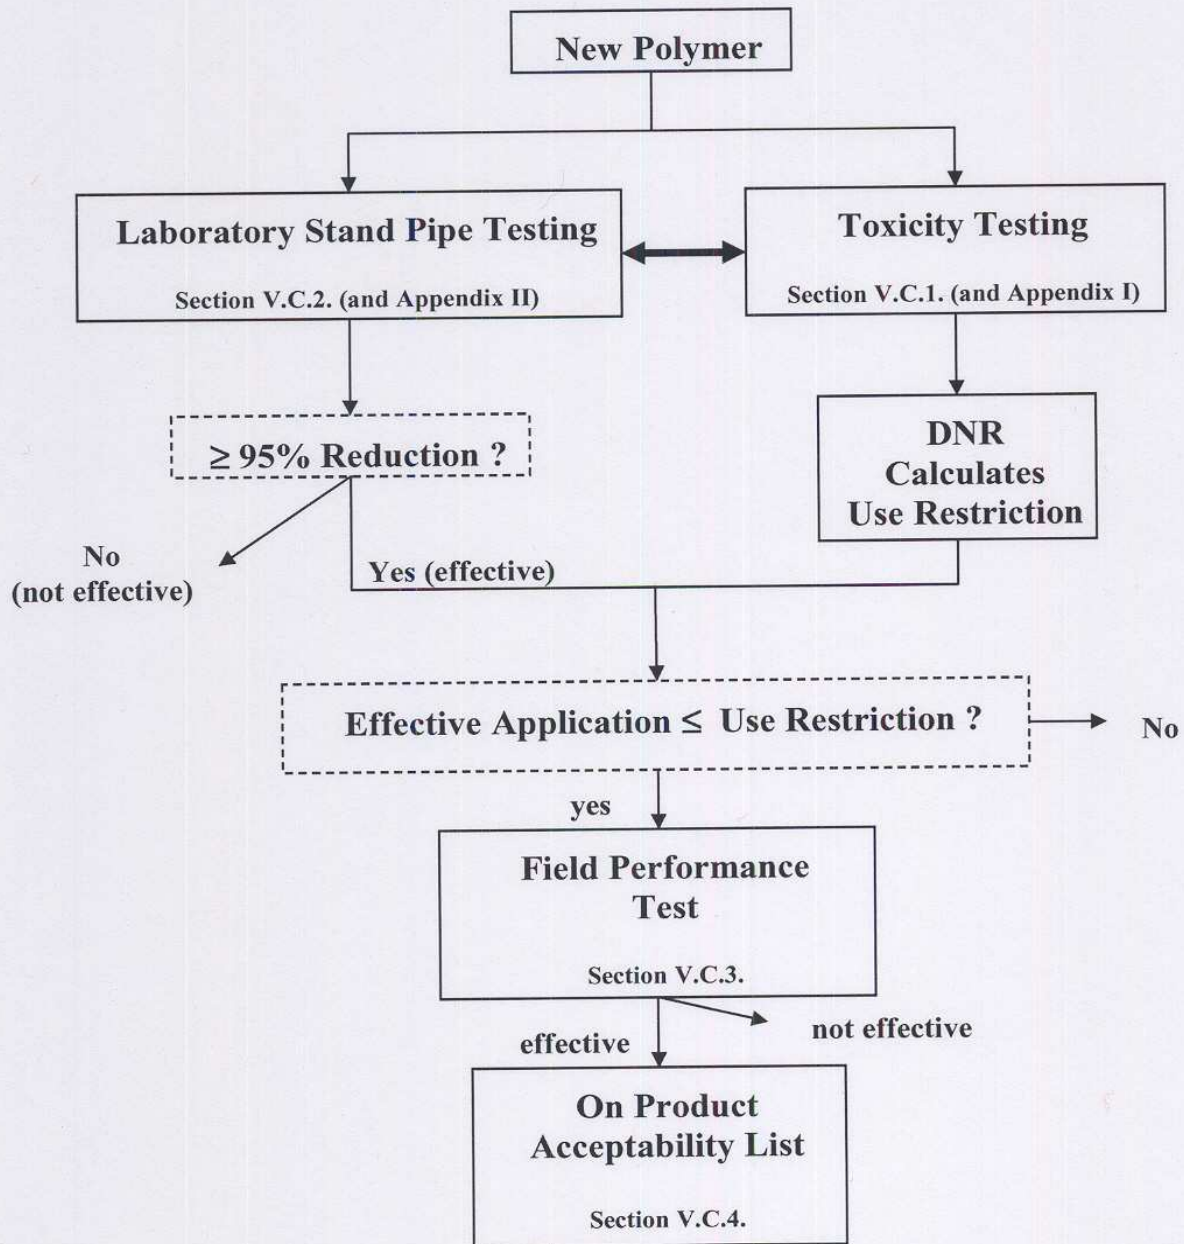 New Polymer
Laboratory Stand Pipe Testing
Section V.C.2. (and Appendix II)
Toxicity Testing
Section V.C.1. (and Appendix I)
≥ 95% Reduction ?
DNR
Calculates
Use Restriction
No
(not effective)
Yes (effective)
Effective Application ≤ Use Restriction ?
No
yes
Field Performance
Test
Section V.C.3.
effective
not effective
On Product
Acceptability List
Section V.C.4.